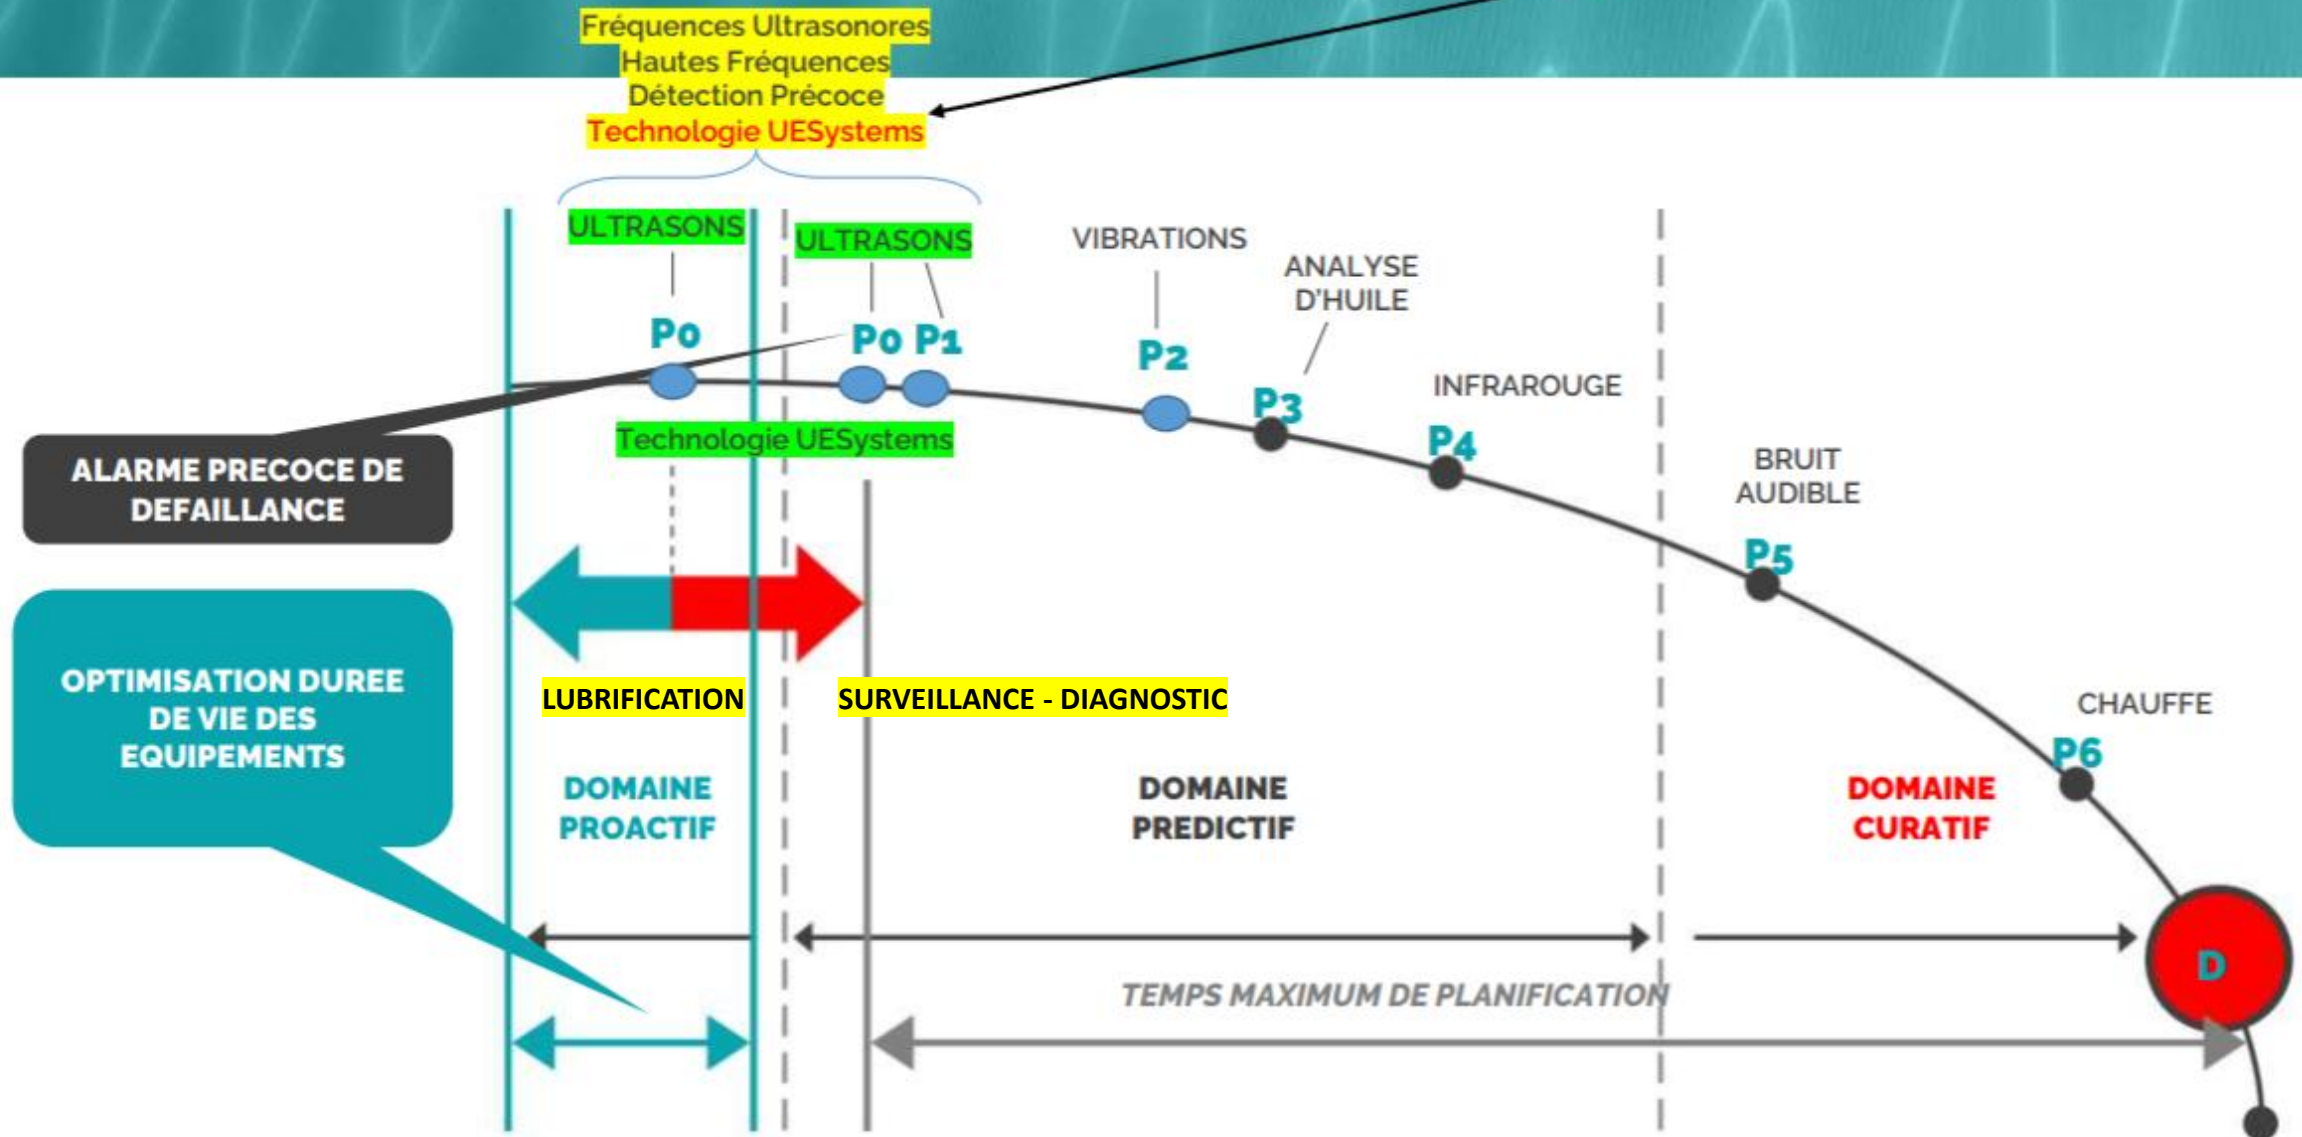 Fréquences Ultrasonores
Hautes Fréquences
Détection Précoce
Technologie UESystems
ULTRASONS
ULTRASONS
VIBRATIONS
ANALYSE
D'HUILE
P0
P0 P1
P2
P3
INFRAROUGE
P4
Technologie UESystems
BRUIT
AUDIBLE
P5
ALARME PRECOCE DE
DEFAILLANCE
OPTIMISATION DUREE
DE VIE DES
EQUIPEMENTS
LUBRIFICATION
SURVEILLANCE - DIAGNOSTIC
CHAUFFE
P6
DOMAINE
PROACTIF
DOMAINE
PREDICTIF
DOMAINE
CURATIF
D
TEMPS MAXIMUM DE PLANIFICATION